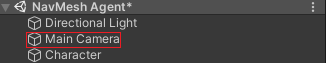 NavMesh Agent*
Directional Light
Main Camera
Character